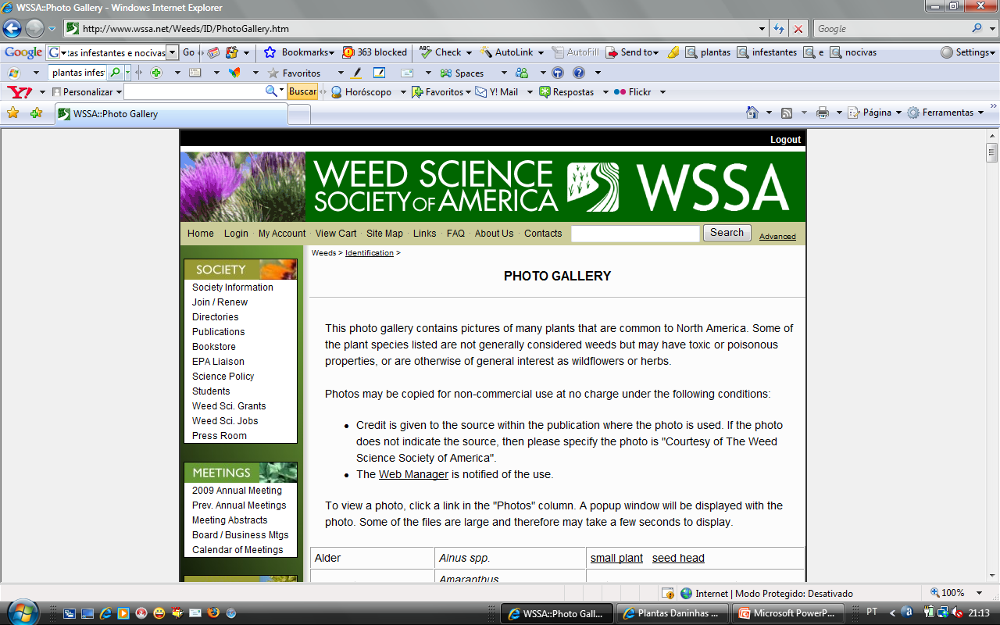 WSSA::Photo Gallery - Windows Internet Explorer
http://www.wssa.net/Weeds/ID/PhotoGallery.htm
Google
Google G tas infestantes e nocivas Go Bookmarks 363 blocked ABC Check AutoLink AutoFill Send to plantas infestantes e nocivas Settings
plantas infes Favorites Spaces
Y! Personalizar Buscar Horóscopo Favoritos Y! Mail Respostas Flickr
WSSA::Photo Gallery Página Ferramentas
Logout
WEED SCIENCE
SOCIETY OF AMERICA
WSSA
Home Login · My Account · View Cart · Site Map · Links · FAQ · About Us · Contacts Search Advanced
Weeds > Identification >
PHOTO GALLERY
SOCIETY
Society Information
Join / Renew
Directories
Publications
Bookstore
EPA Liaison
Science Policy
Students
Weed Sci. Grants
Weed Sci. Jobs
Press Room
MEETINGS
2009 Annual Meeting
Prev. Annual Meetings
Meeting Abstracts
Board / Business Mtgs
Calendar of Meetings
This photo gallery contains pictures of many plants that are common to North America. Some of
the plant species listed are not generally considered weeds but may have toxic or poisonous
properties, or are otherwise of general interest as wildflowers or herbs.
Photos may be copied for non-commercial use at no charge under the following conditions:
• Credit is given to the source within the publication where the photo is used. If the photo
does not indicate the source, then please specify the photo is "Courtesy of The Weed
Science Society of America".
• The Web Manager is notified of the use.
To view a photo, click a link in the "Photos" column. A popup window will be displayed with the
photo. Some of the files are large and therefore may take a few seconds to display.
Alder Alnus spp. small plant seed head
Amaranthus
Internet | Modo Protegido: Desativado 100%
WSSA::Photo Gall... Plantas Daninhas ... Microsoft PowerP... PT 21:13